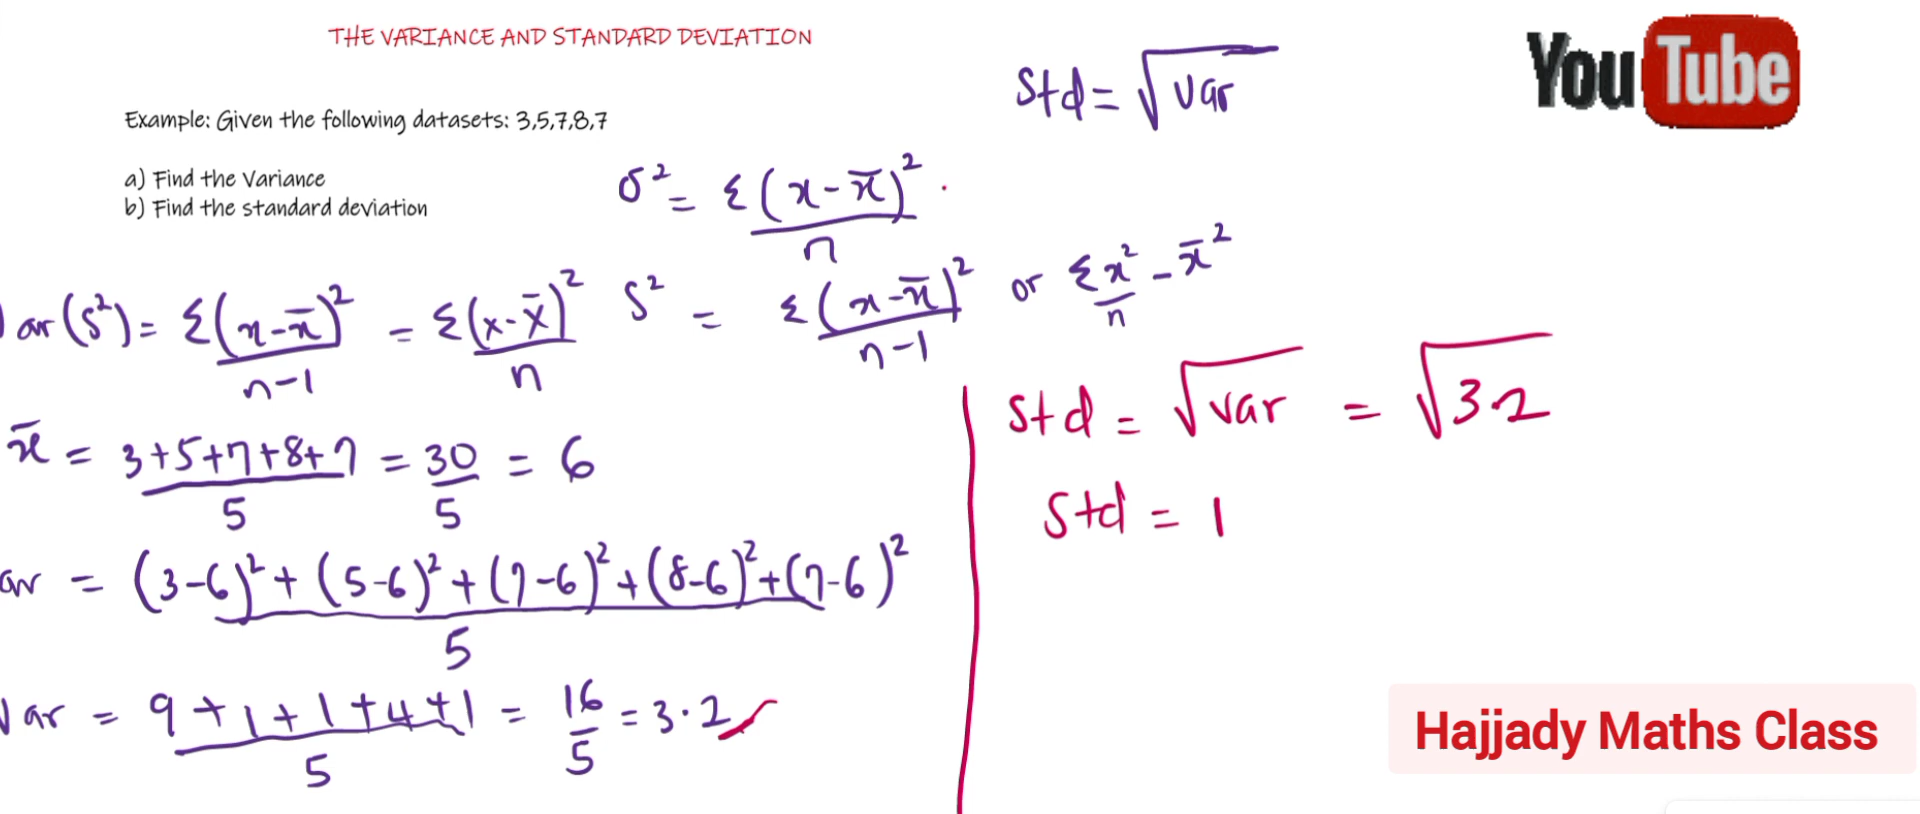 THE VARIANCE AND STANDARD DEVIATION
You Tube
Std = √var
Example: Given the following datasets: 3,5,7,8,7
a) Find the Variance
b) Find the standard deviation
σ² = Σ(x-x̄)² / n
Var(S²) = Σ(x-x̄)² / n-1 = Σ(x-x̄)² / n
S² = Σ(x-x̄)² / n-1 or Σx²/n - x̄²
x̄ = 3+5+7+8+7 / 5 = 30/5 = 6
ar = (3-6)² + (5-6)² + (7-6)² + (8-6)² + (7-6)² / 5
Var = 9+1+1+4+1 / 5 = 16/5 = 3.2
Std = √var = √3.2
Std = 1
Hajjady Maths Class